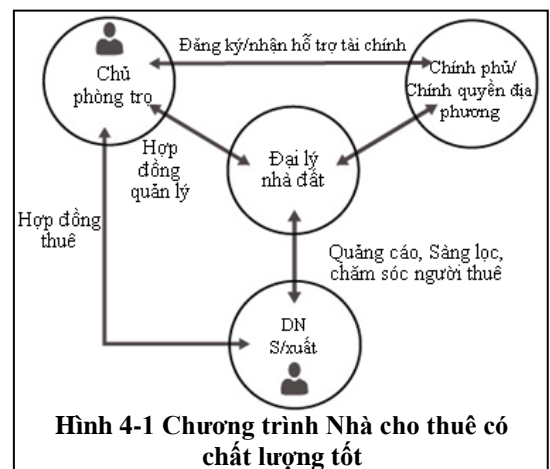 Đăng ký/nhận hỗ trợ tài chính
Chủ
phòng trọ
Chính phủ/
Chính quyền địa
phương
Hợp
đồng
quản lý
Đại lý
nhà đất
Hợp đồng
thuê
Quảng cáo, Sàng lọc,
chăm sóc người thuê
DN
S/xuất
Hình 4-1 Chương trình Nhà cho thuê có
chất lượng tốt